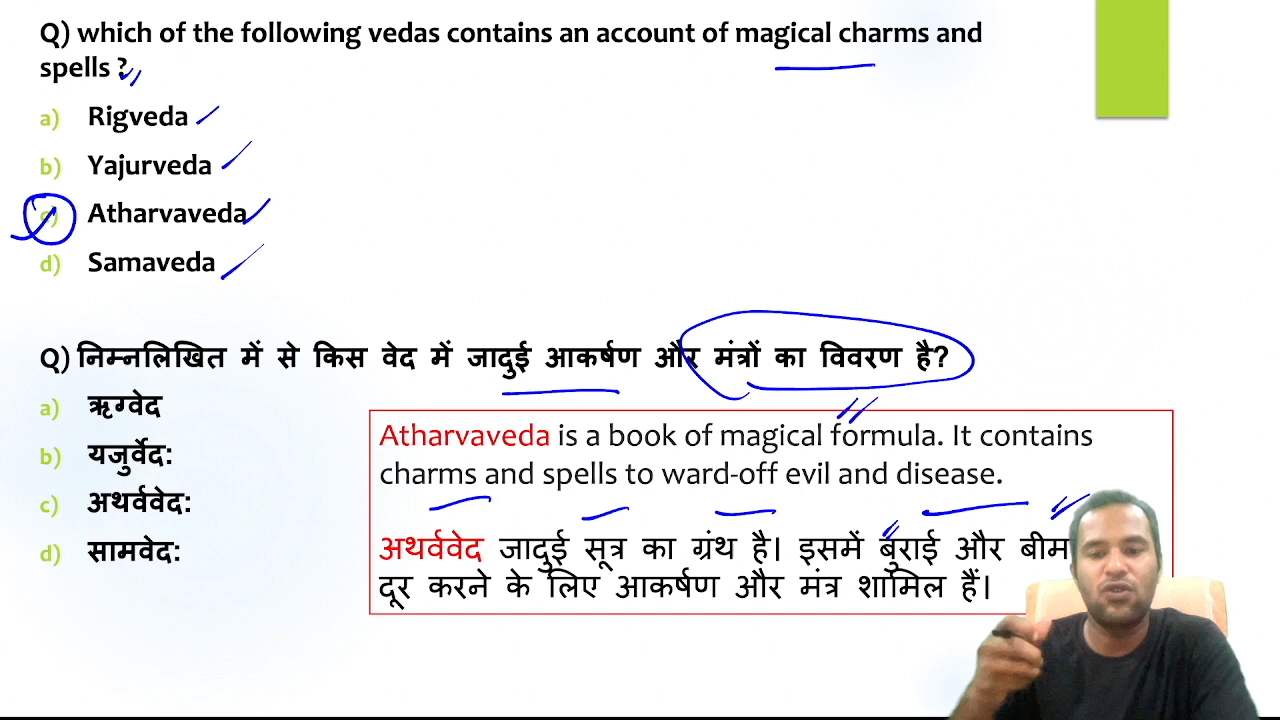 Q) which of the following vedas contains an account of magical charms and
spells ?
a) Rigveda
b) Yajurveda
c) Atharvaveda
d) Samaveda
Q) निम्नलिखित में से किस वेद में जादुई आकर्षण और मंत्रों का विवरण है?
a) ऋग्वेद
b) यजुर्वेद:
c) अथर्ववेद:
d) सामवेद:
Atharvaveda is a book of magical formula. It contains
charms and spells to ward-off evil and disease.
अथर्ववेद जादुई सूत्र का ग्रंथ है। इसमें बुराई और बीम
दूर करने के लिए आकर्षण और मंत्र शामिल हैं।